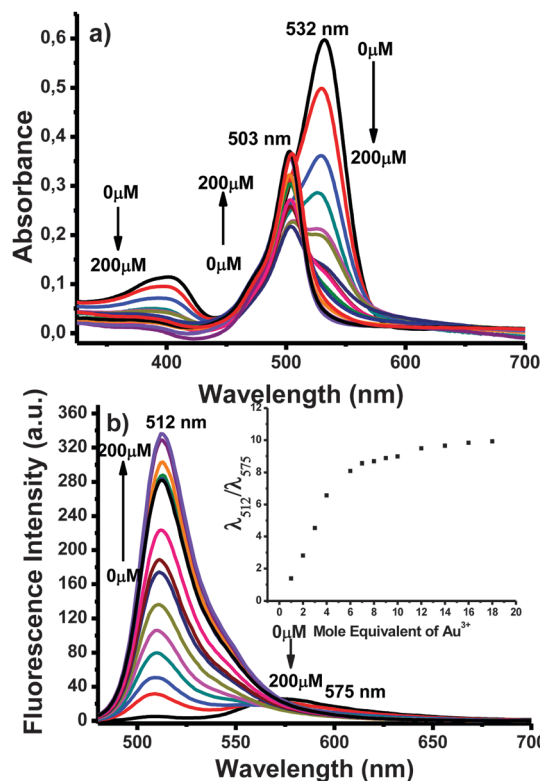 a)
532 nm
0μM
200μM
503 nm
200μM
0μM
0μM
200μM
Absorbance
0,6
0,5
0,4
0,3
0,2
0,1
0,0
400
500
600
700
Wavelength (nm)
b)
512 nm
200μM
0μM
Fluorescence Intensity (a.u.)
360
320
280
240
200
160
120
80
40
0
λ512/λ575
12
10
8
6
4
2
0
0 2 4 6 8 10 12 14 16 18 20
Mole Equivalent of Au3+
0μM
200μM
575 nm
500
550
600
650
700
Wavelength (nm)